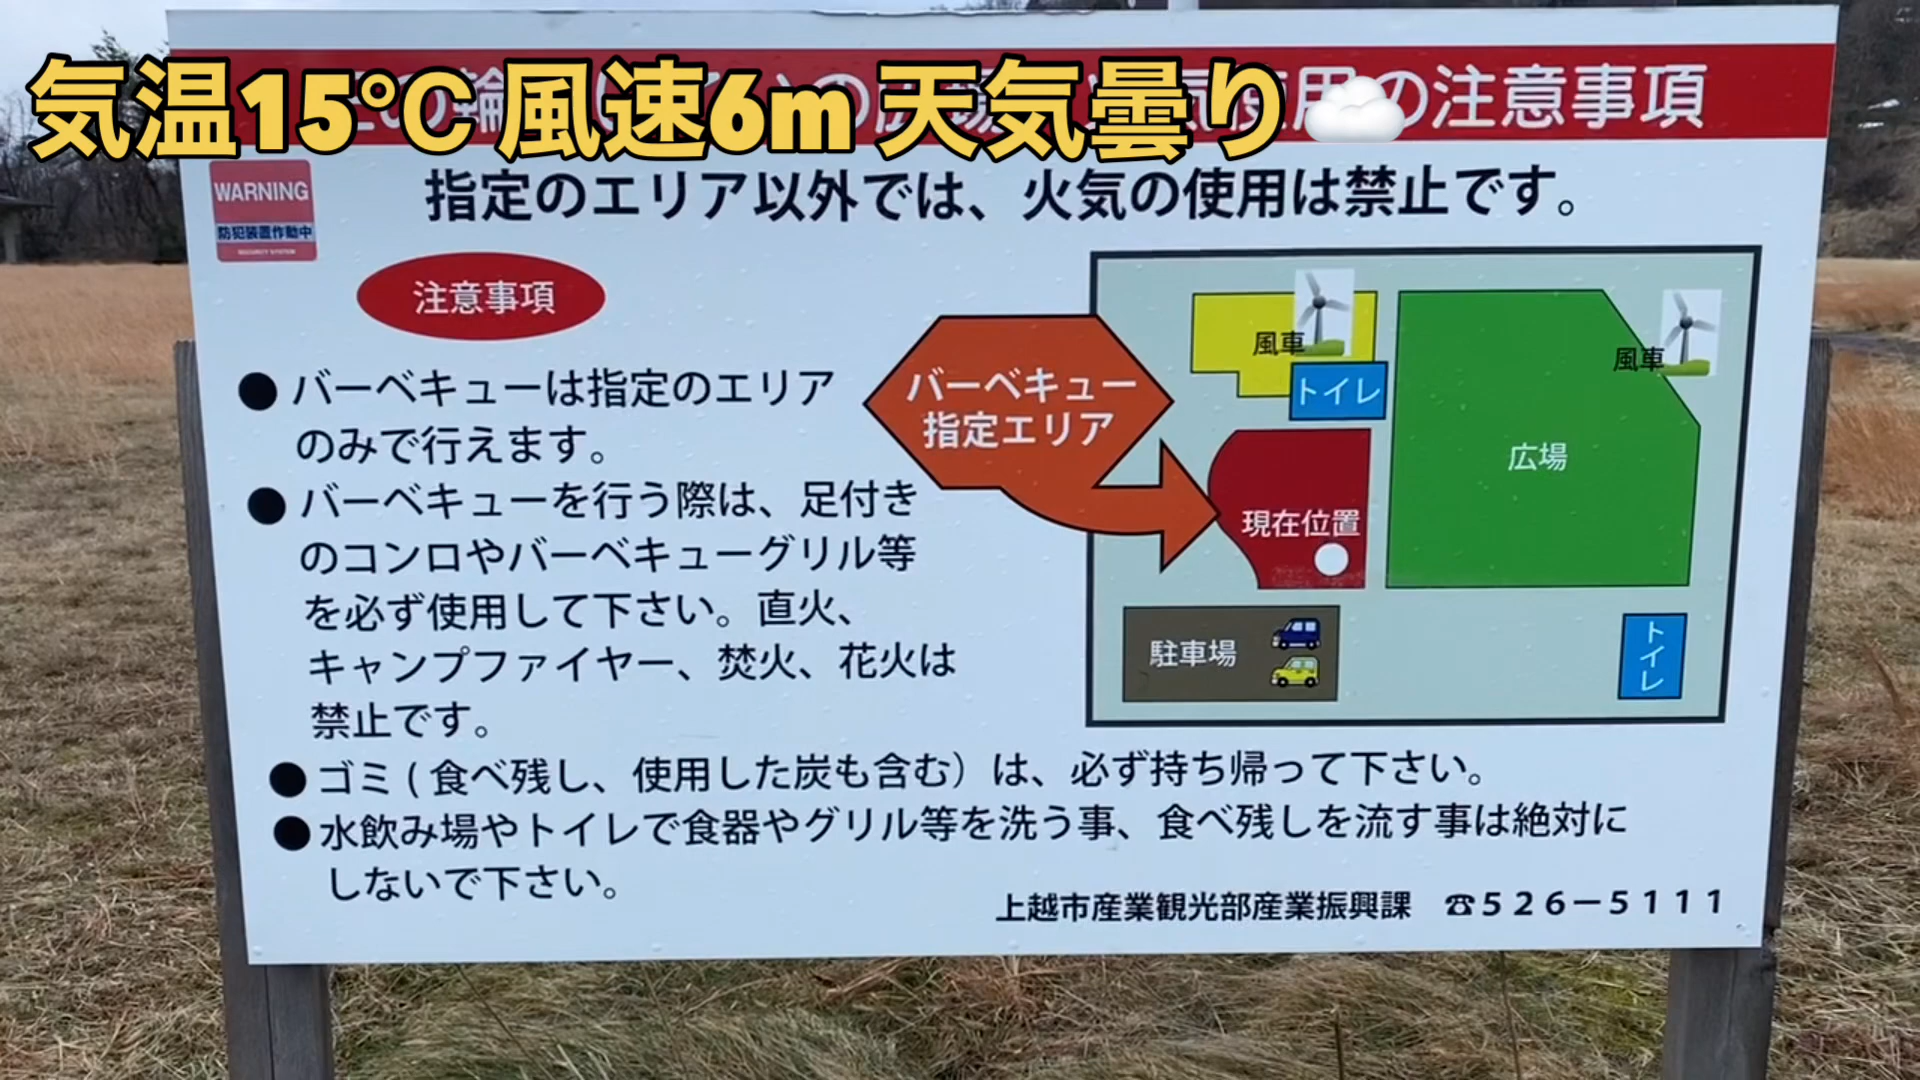 気温15℃ 風速6m 天気曇り☁️
の注意事項
WARNING
防犯装置作動中
SECURITY SYSTEM
指定のエリア以外では、火気の使用は禁止です。
注意事項
●バーベキューは指定のエリア
のみで行えます。
●バーベキューを行う際は、足付き
のコンロやバーベキューグリル等
を必ず使用して下さい。直火、
キャンプファイヤー、焚火、花火は
禁止です。
●ゴミ(食べ残し、使用した炭も含む）は、必ず持ち帰って下さい。
●水飲み場やトイレで食器やグリル等を洗う事、食べ残しを流す事は絶対に
しないで下さい。
バーベキュー
指定エリア
風車
トイレ
風車
広場
現在位置
駐車場
トイレ
上越市産業観光部産業振興課 ☎526－5111